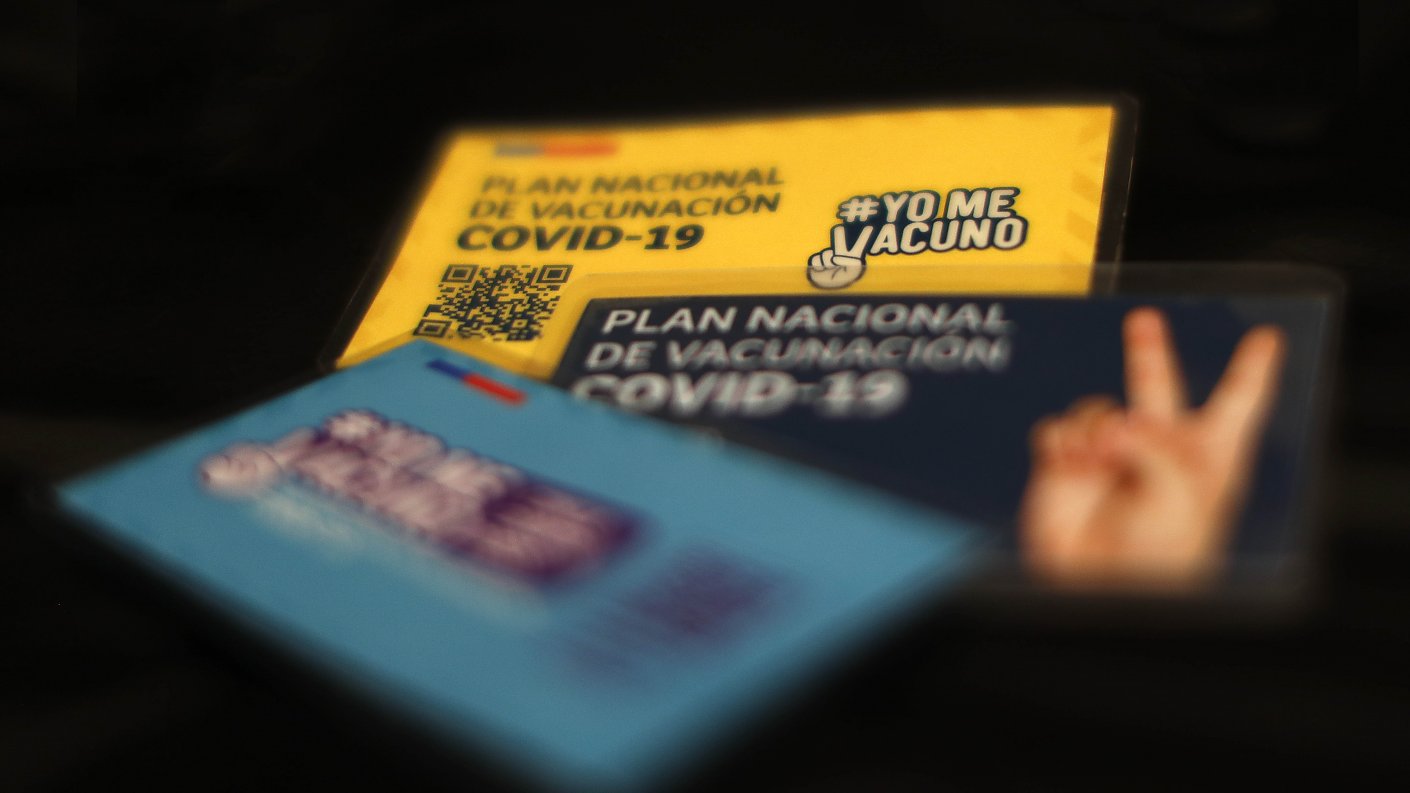 PLAN NACIONAL
DE VACUNACIÓN
COVID-19
#YO ME
VACUNO
PLAN NACIONAL
DE VACUNACIÓN
COVID-19